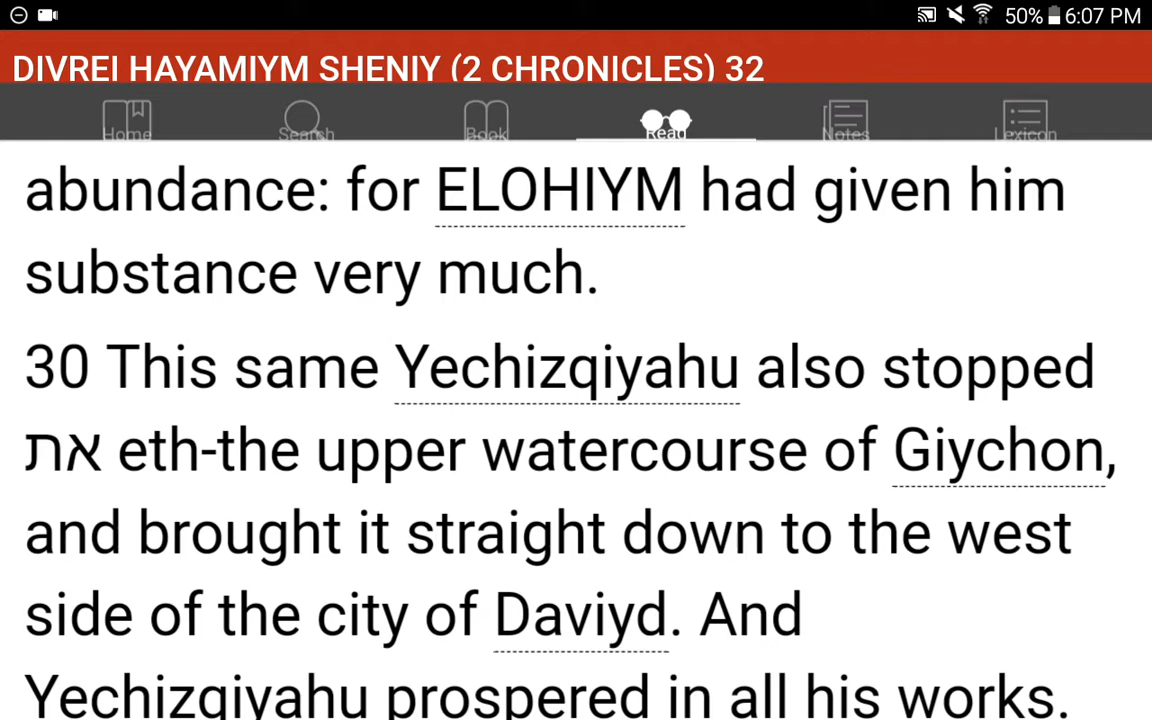 50% 6:07 PM
DIVREI HAYAMIYM SHENIY (2 CHRONICLES) 32
Home Search Book Read Notes Lexicon
abundance: for ELOHIYM had given him
substance very much.
30 This same Yechizqiyahu also stopped
את eth-the upper watercourse of Giychon,
and brought it straight down to the west
side of the city of Daviyd. And
Yechizqiyahu prospered in all his works.